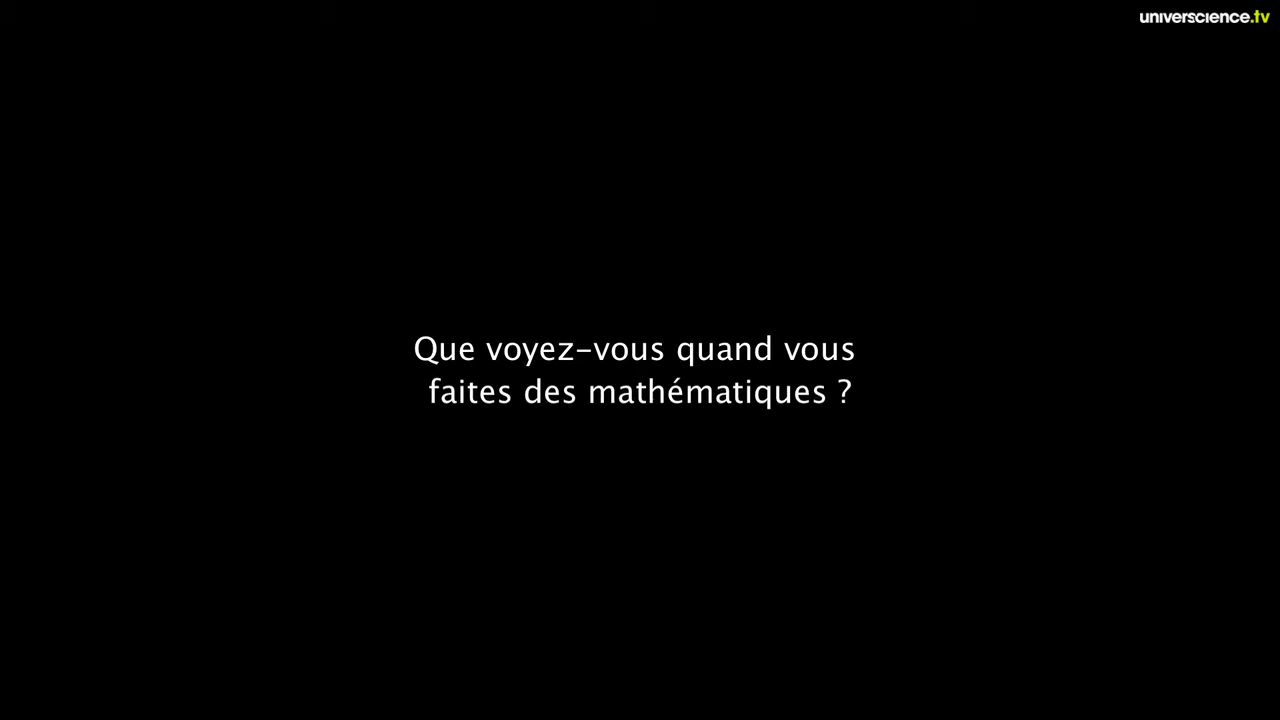 universcience.tv
Que voyez-vous quand vous
faites des mathématiques ?